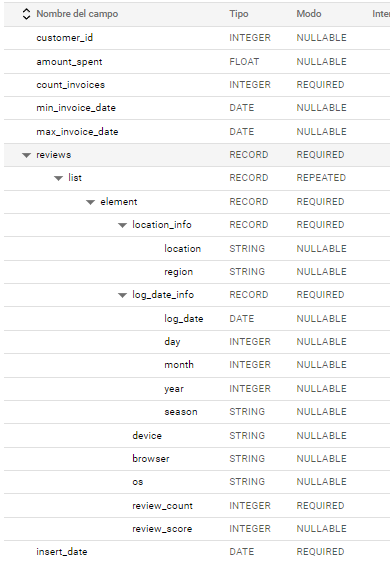 Nombre del campo Tipo Modo Inter
customer_id INTEGER NULLABLE
amount_spent FLOAT NULLABLE
count_invoices INTEGER REQUIRED
min_invoice_date DATE NULLABLE
max_invoice_date DATE NULLABLE
reviews RECORD REQUIRED
list RECORD REPEATED
element RECORD REQUIRED
location_info RECORD REQUIRED
location STRING NULLABLE
region STRING NULLABLE
log_date_info RECORD REQUIRED
log_date DATE NULLABLE
day INTEGER NULLABLE
month INTEGER NULLABLE
year INTEGER NULLABLE
season STRING NULLABLE
device STRING NULLABLE
browser STRING NULLABLE
os STRING NULLABLE
review_count INTEGER REQUIRED
review_score INTEGER NULLABLE
insert_date DATE REQUIRED